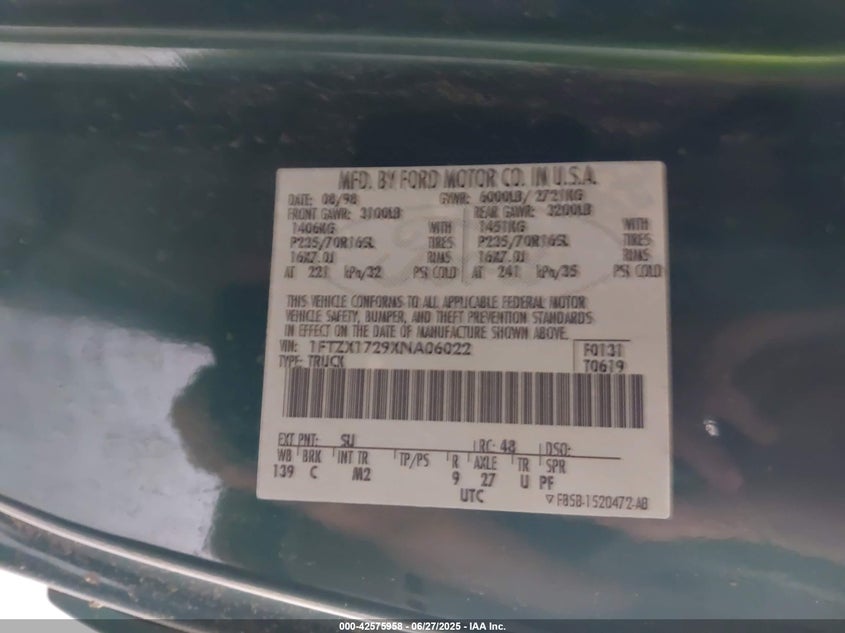 MFD. BY FORD MOTOR CO. IN U.S.A.
DATE: 08/98 GVWR: 6000LB/ 2721KG
FRONT GAWR: 3100LB REAR GAWR: 3200LB
1406KG WITH 1451KG WITH
P235/70R16SL TIRES P235/70R16SL TIRES
16X7.0J RIMS 16X7.0J RIMS
AT 221 kPa/32 PSI COLD AT 241 kPa/35 PSI COLD
THIS VEHICLE CONFORMS TO ALL APPLICABLE FEDERAL MOTOR
VEHICLE SAFETY, BUMPER, AND THEFT PREVENTION STANDARDS
IN EFFECT ON THE DATE OF MANUFACTURE SHOWN ABOVE.
VIN: 1FTZX1729XNA06022 F0131
TYPE: TRUCK T0619
EXT PNT: SU RC: 48 DSO:
WB BRK INT TR TP/PS R AXLE TR SPR
139 C M2 9 27 U PF
UTC F85B-1520472-AB
000-42575958 - 06/27/2025 - IAA Inc.